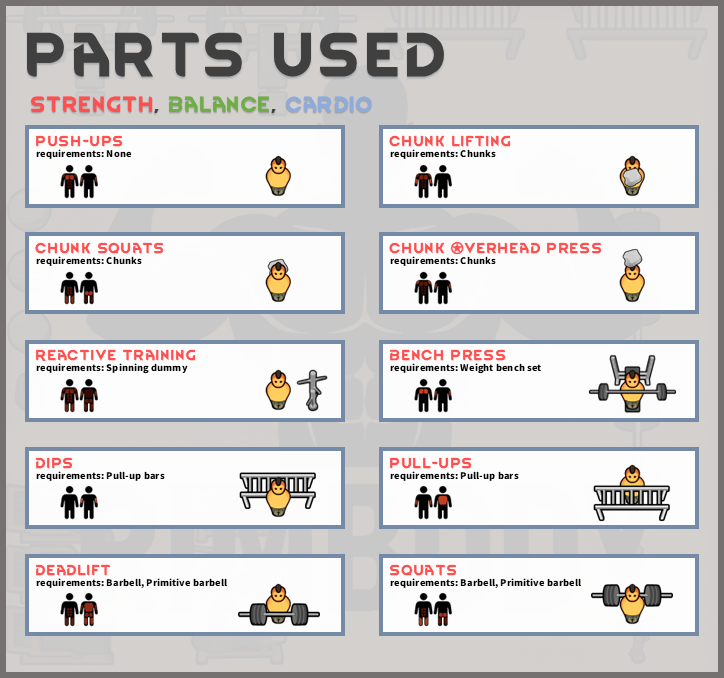 PARTS USED
STRENGTH, BALANCE, CARDIO
PUSH-UPS
requirements: None
CHUNK LIFTING
requirements: Chunks
CHUNK SQUATS
requirements: Chunks
CHUNK OVERHEAD PRESS
requirements: Chunks
REACTIVE TRAINING
requirements: Spinning dummy
BENCH PRESS
requirements: Weight bench set
DIPS
requirements: Pull-up bars
PULL-UPS
requirements: Pull-up bars
DEADLIFT
requirements: Barbell, Primitive barbell
SQUATS
requirements: Barbell, Primitive barbell